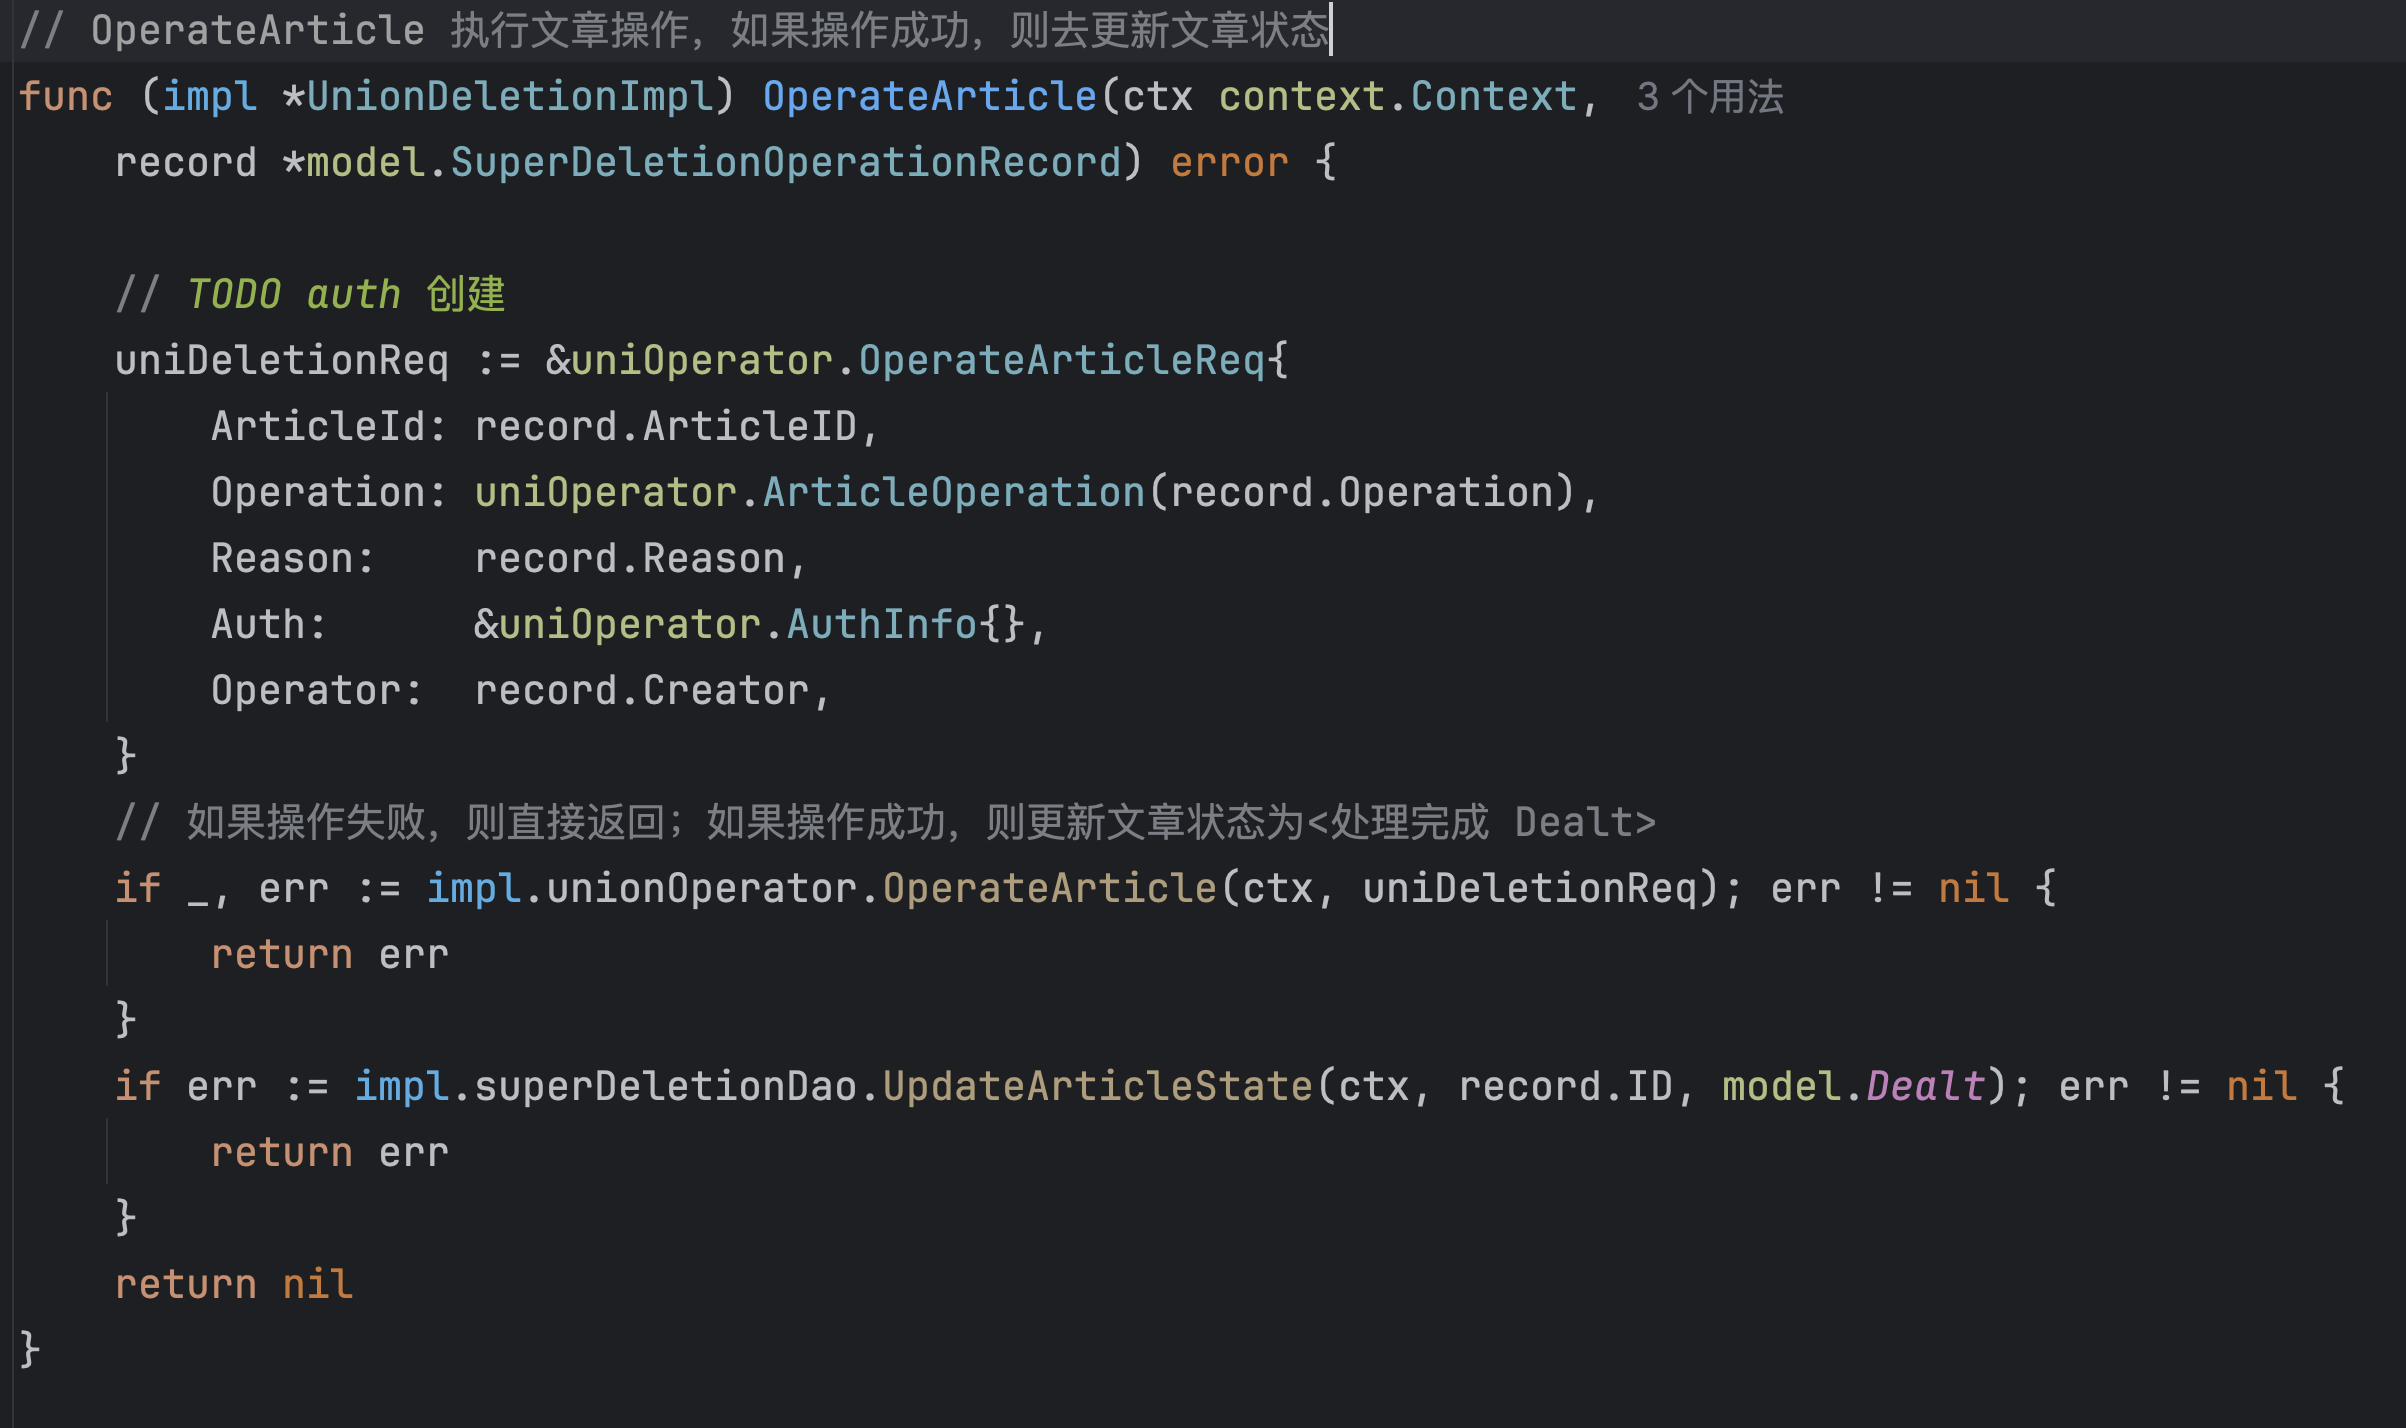 // OperateArticle 执行文章操作，如果操作成功，则去更新文章状态
func (impl *UnionDeletionImpl) OperateArticle(ctx context.Context, 3 个用法
    record *model.SuperDeletionOperationRecord) error {

    // TODO auth 创建
    uniDeletionReq := &uniOperator.OperateArticleReq{
        ArticleId: record.ArticleID,
        Operation: uniOperator.ArticleOperation(record.Operation),
        Reason:    record.Reason,
        Auth:      &uniOperator.AuthInfo{},
        Operator:  record.Creator,
    }
    // 如果操作失败，则直接返回；如果操作成功，则更新文章状态为<处理完成 Dealt>
    if _, err := impl.unionOperator.OperateArticle(ctx, uniDeletionReq); err != nil {
        return err
    }
    if err := impl.superDeletionDao.UpdateArticleState(ctx, record.ID, model.Dealt); err != nil {
        return err
    }
    return nil
}